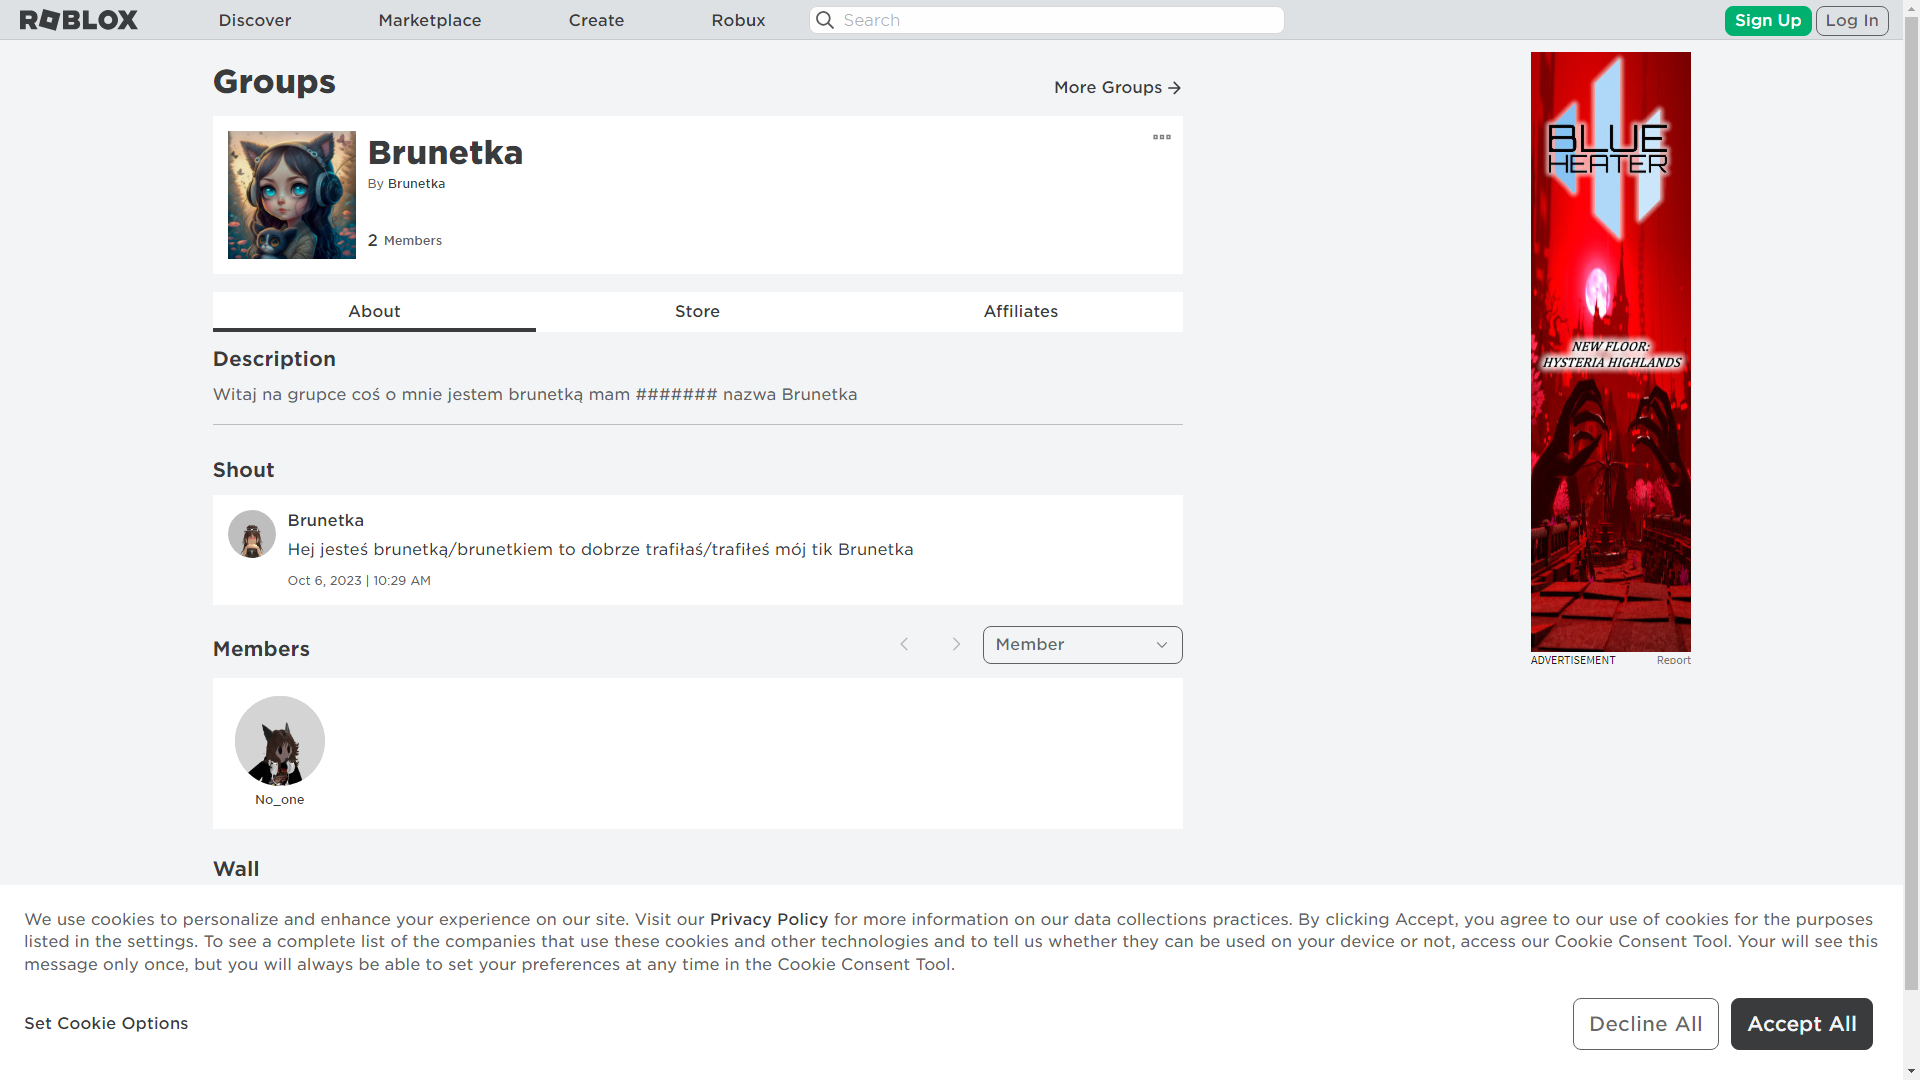 ROBLOX
Discover
Marketplace
Create
Robux
Search
Sign Up
Log In
Groups
More Groups
Brunetka
By Brunetka
2 Members
About
Store
Affiliates
Description
Witaj na grupce coś o mnie jestem brunetką mam ####### nazwa Brunetka
Shout
Brunetka
Hej jesteś brunetką/brunetkiem to dobrze trafiłaś/trafiłeś mój tik Brunetka
Oct 6, 2023 | 10:29 AM
Members
Member
No_one
Wall
BLUE
HEATER
NEW FLOOR:
HYSTERIA HIGHLANDS
ADVERTISEMENT
Report
We use cookies to personalize and enhance your experience on our site. Visit our Privacy Policy for more information on our data collections practices. By clicking Accept, you agree to our use of cookies for the purposes
listed in the settings. To see a complete list of the companies that use these cookies and other technologies and to tell us whether they can be used on your device or not, access our Cookie Consent Tool. Your will see this
message only once, but you will always be able to set your preferences at any time in the Cookie Consent Tool.
Set Cookie Options
Decline All
Accept All